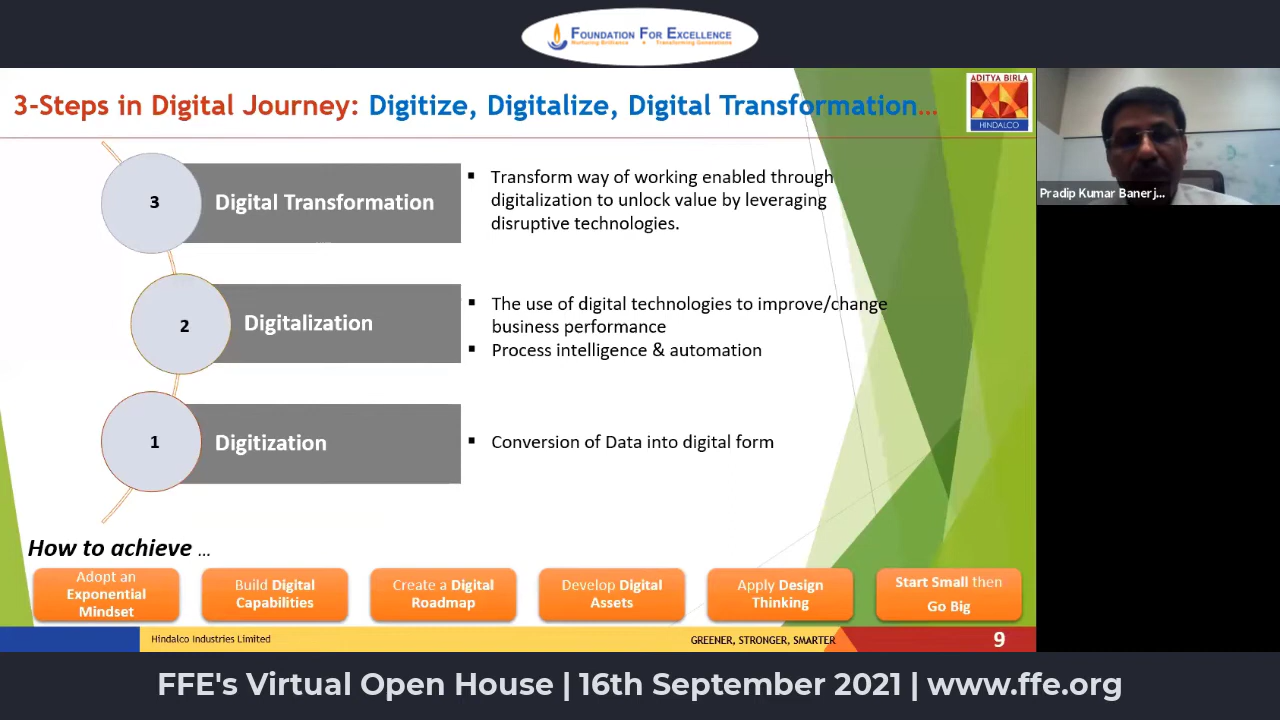 FOUNDATION FOR EXCELLENCE
Nurturing Brilliance • Transforming Generations
3-Steps in Digital Journey: Digitize, Digitalize, Digital Transformation...
ADITYA BIRLA
HINDALCO
Pradip Kumar Banerj...
3
Digital Transformation
▪ Transform way of working enabled through
digitalization to unlock value by leveraging
disruptive technologies.
2
Digitalization
▪ The use of digital technologies to improve/change
business performance
▪ Process intelligence & automation
1
Digitization
▪ Conversion of Data into digital form
How to achieve ...
Adopt an
Exponential
Mindset
Build Digital
Capabilities
Create a Digital
Roadmap
Develop Digital
Assets
Apply Design
Thinking
Start Small then
Go Big
Hindalco Industries Limited
GREENER, STRONGER, SMARTER
9
FFE's Virtual Open House | 16th September 2021 | www.ffe.org